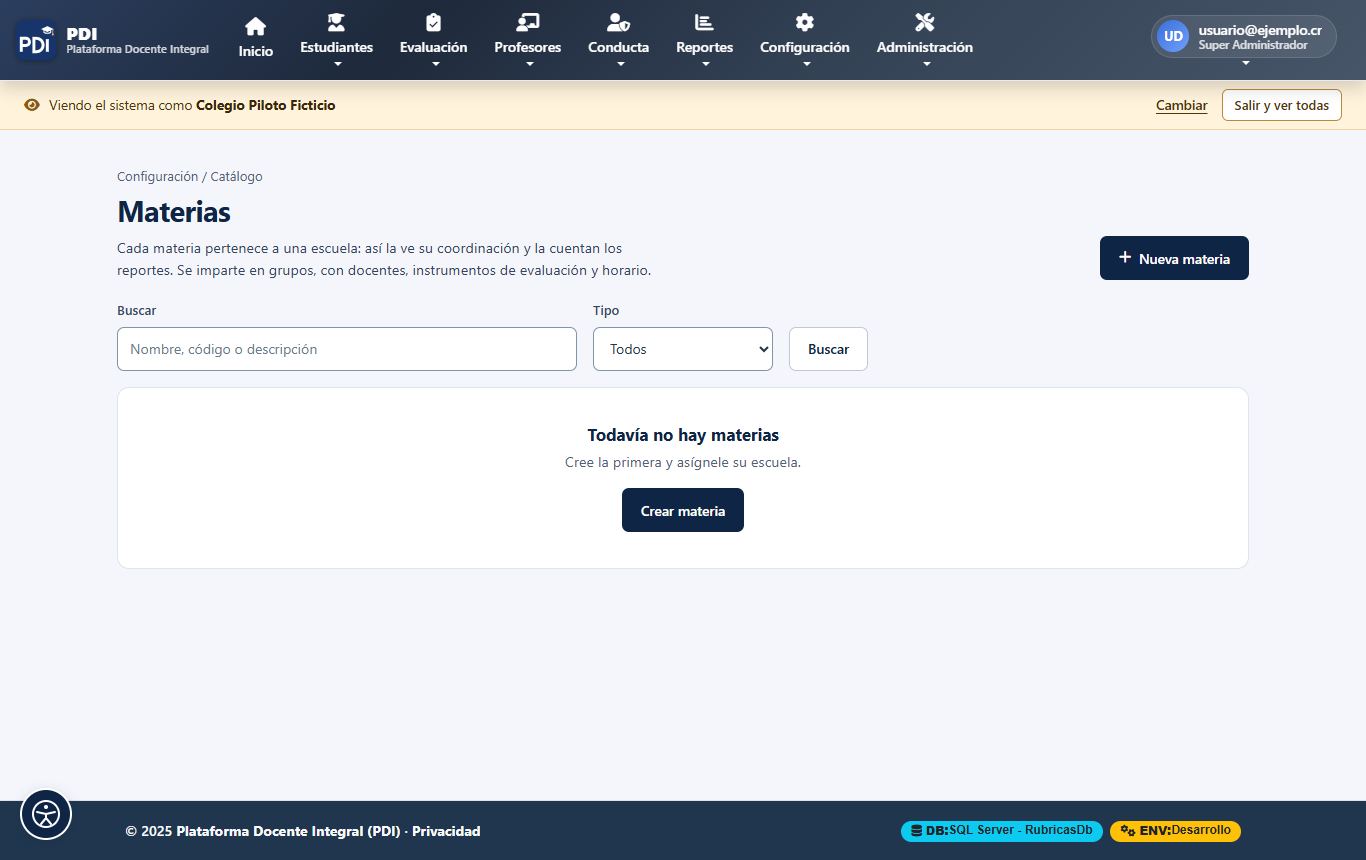 PDI
PDI
Plataforma Docente Integral
Inicio
Estudiantes
Evaluación
Profesores
Conducta
Reportes
Configuración
Administración
UD
usuario@ejemplo.cr
Super Administrador
Viendo el sistema como Colegio Piloto Ficticio
Cambiar
Salir y ver todas
Configuración / Catálogo
Materias
Cada materia pertenece a una escuela: así la ve su coordinación y la cuentan los
reportes. Se imparte en grupos, con docentes, instrumentos de evaluación y horario.
+ Nueva materia
Buscar
Tipo
Nombre, código o descripción
Todos
Buscar
Todavía no hay materias
Cree la primera y asígnele su escuela.
Crear materia
© 2025 Plataforma Docente Integral (PDI) · Privacidad
DB:SQL Server - RubricasDb
ENV:Desarrollo